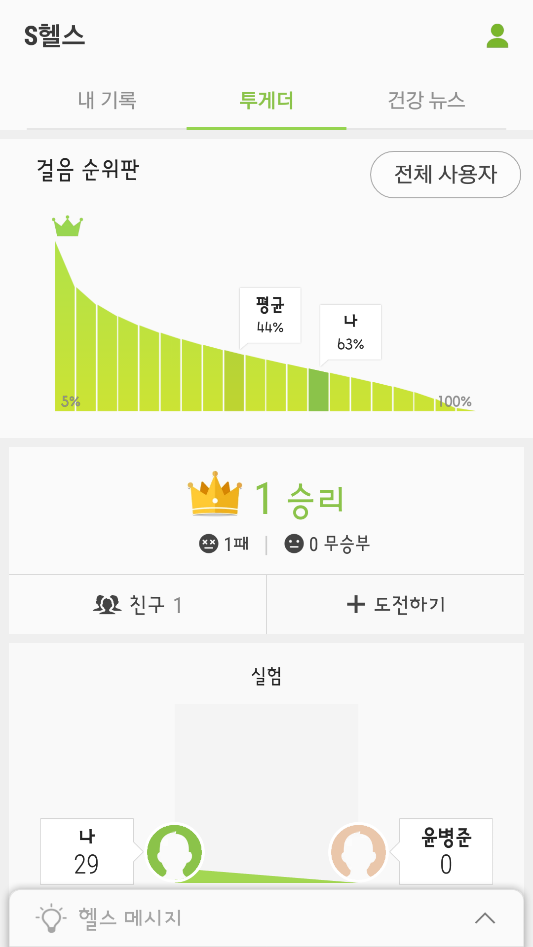 S헬스
내 기록
투게더
건강 뉴스
걸음 순위판
전체 사용자
평균
44%
나
63%
5%
100%
1 승리
1패 | 0 무승부
친구 1
+ 도전하기
실험
나
29
윤병준
0
헬스 메시지